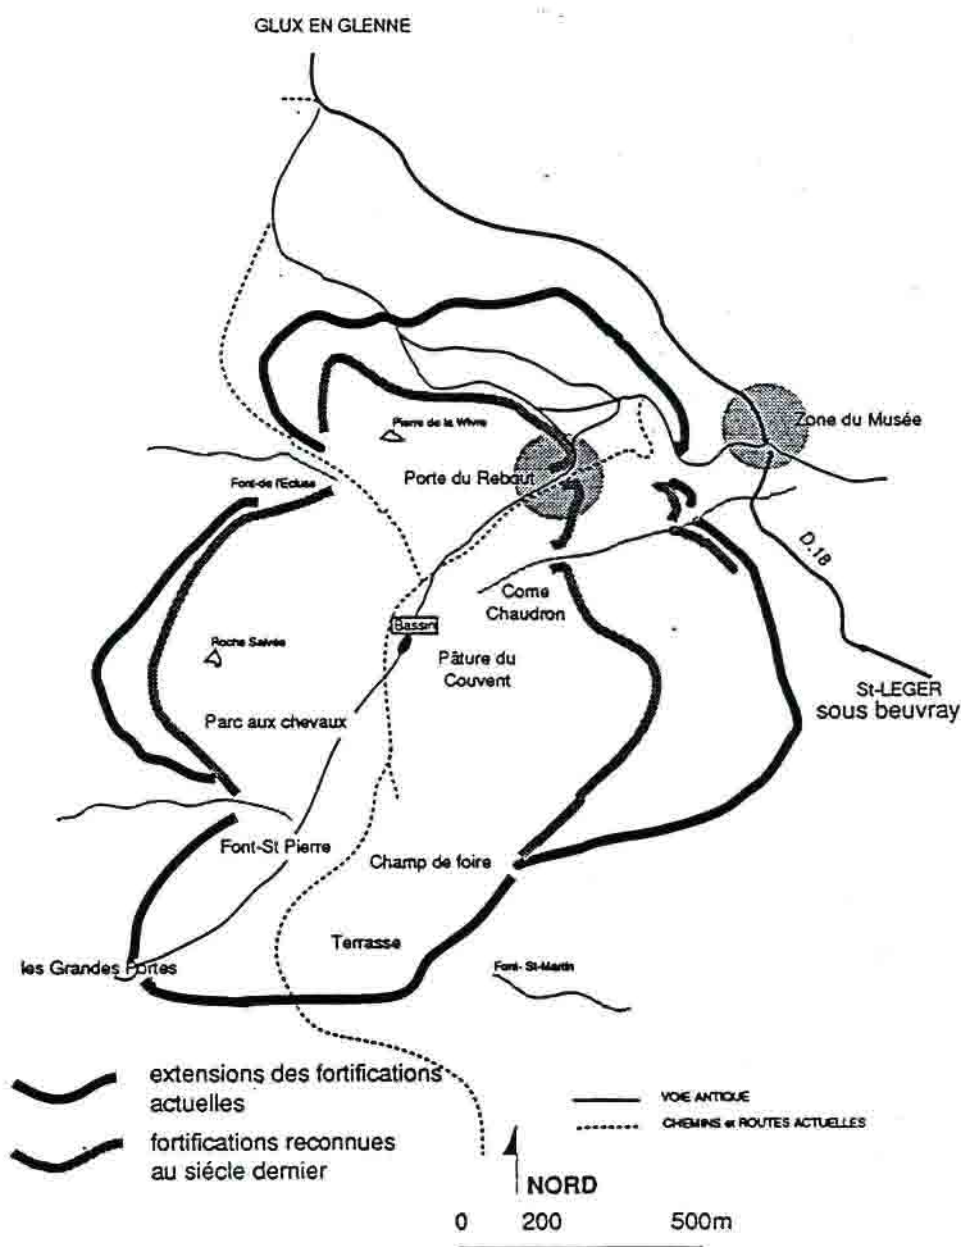 GLUX EN GLENNE
Pierre de la Wivre
Zone du Musée
Porte du Rebout
Font-de l'Ecluse
D.18
Come
Chaudron
Bassin
Roche Salvée
Pâture du
Couvent
St-LEGER
sous beuvray
Parc aux chevaux
Font-St Pierre
Champ de foire
Terrasse
les Grandes Portes
Font- St-Martin
extensions des fortifications
actuelles
VOIE ANTIQUE
CHEMINS et ROUTES ACTUELLES
fortifications reconnues
au siécle dernier
NORD
0 200 500m